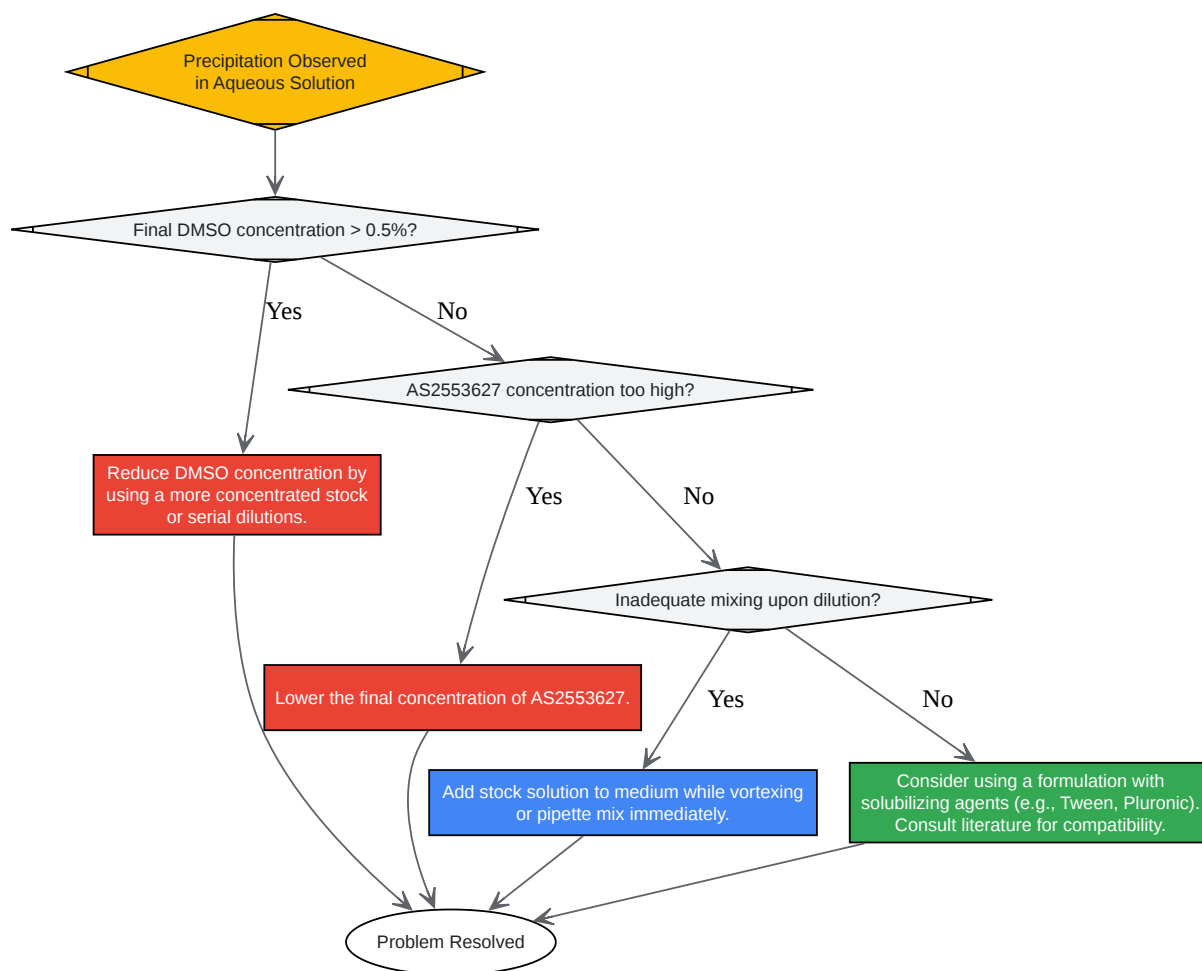 Precipitation Observed
in Aqueous Solution
Final DMSO concentration > 0.5%?
Yes
No
AS2553627 concentration too high?
Reduce DMSO concentration by
using a more concentrated stock
or serial dilutions.
Yes
No
Inadequate mixing upon dilution?
Lower the final concentration of AS2553627.
Yes
No
Add stock solution to medium while vortexing
or pipette mix immediately.
Consider using a formulation with
solubilizing agents (e.g., Tween, Pluronic).
Consult literature for compatibility.
Problem Resolved